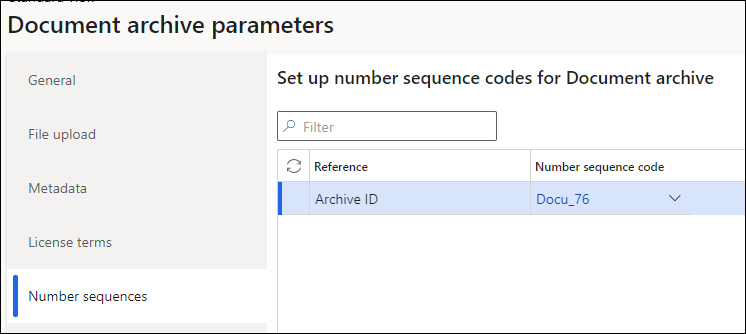 Document archive parameters
General
File upload
Metadata
License terms
Number sequences
Set up number sequence codes for Document archive
Filter
Reference Number sequence code
Archive ID Docu_76